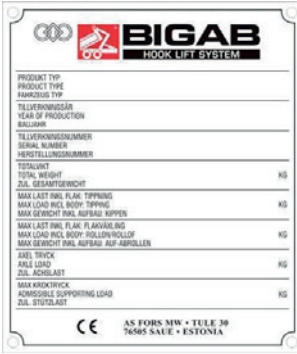 BIGAB
HOOK LIFT SYSTEM
PRODUKT TYP
PRODUCT TYPE
FAHRZEUG TYP
TILLVERKNINGSÅR
YEAR OF PRODUCTION
BAUJAHR
TILLVERKNINGSNUMMER
SERIAL NUMBER
HERSTELLUNGSNUMMER
TOTALVIKT
TOTAL WEIGHT KG
ZUL. GESAMTGEWICHT
MAX LAST INKL FLAK: TIPPNING
MAX LOAD INCL BODY: TIPPING KG
MAX GEWICHT INKL AUFBAU: KIPPEN
MAX LAST INKL FLAK: FLAKVÄXLING
MAX LOAD INCL BODY: ROLLON/ROLLOF KG
MAX GEWICHT INKL AUFBAU: AUF-ABROLLEN
AXEL TRYCK
AXLE LOAD KG
ZUL. ACHSLAST
MAX KROKTRYCK
ADMISSIBLE SUPPORTING LOAD KG
ZUL. STÜTZLAST
CE AS FORS MW • TULE 30
76505 SAUE • ESTONIA